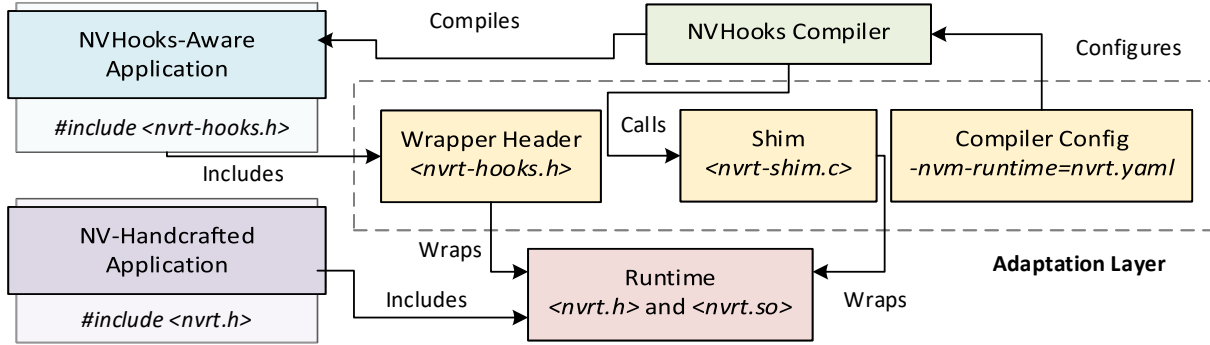 NVHooks-Aware
Application
#include <nvrt-hooks.h>
Compiles
NVHooks Compiler
Configures
Includes
Wrapper Header
<nvrt-hooks.h>
Calls
Shim
<nvrt-shim.c>
Compiler Config
-nvm-runtime=nvrt.yaml
NV-Handcrafted
Application
#include <nvrt.h>
Wraps
Includes
Runtime
<nvrt.h> and <nvrt.so>
Wraps
Adaptation Layer